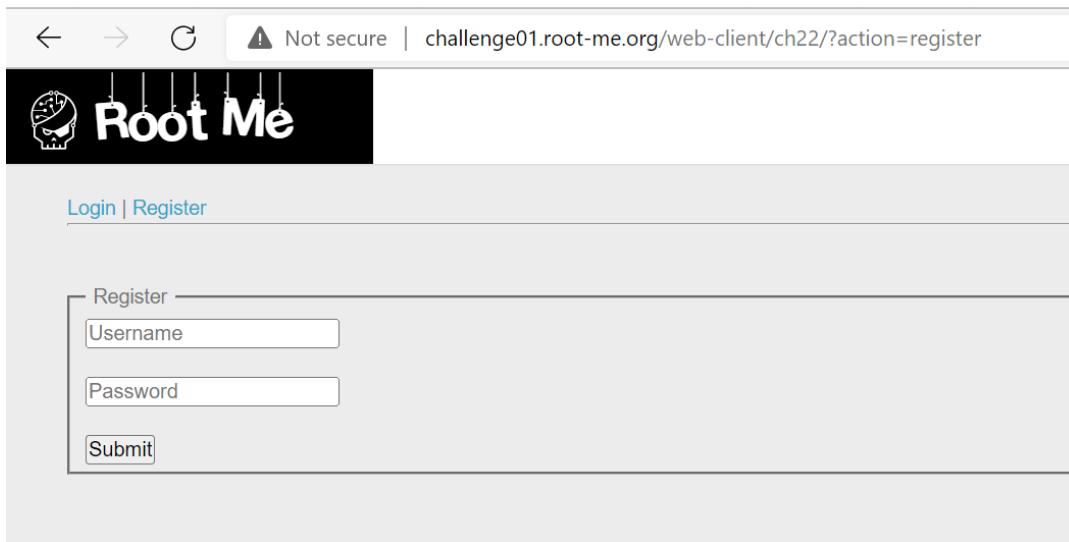 Not secure | challenge01.root-me.org/web-client/ch22/?action=register
Root Me
Login | Register
Register
Username
Password
Submit